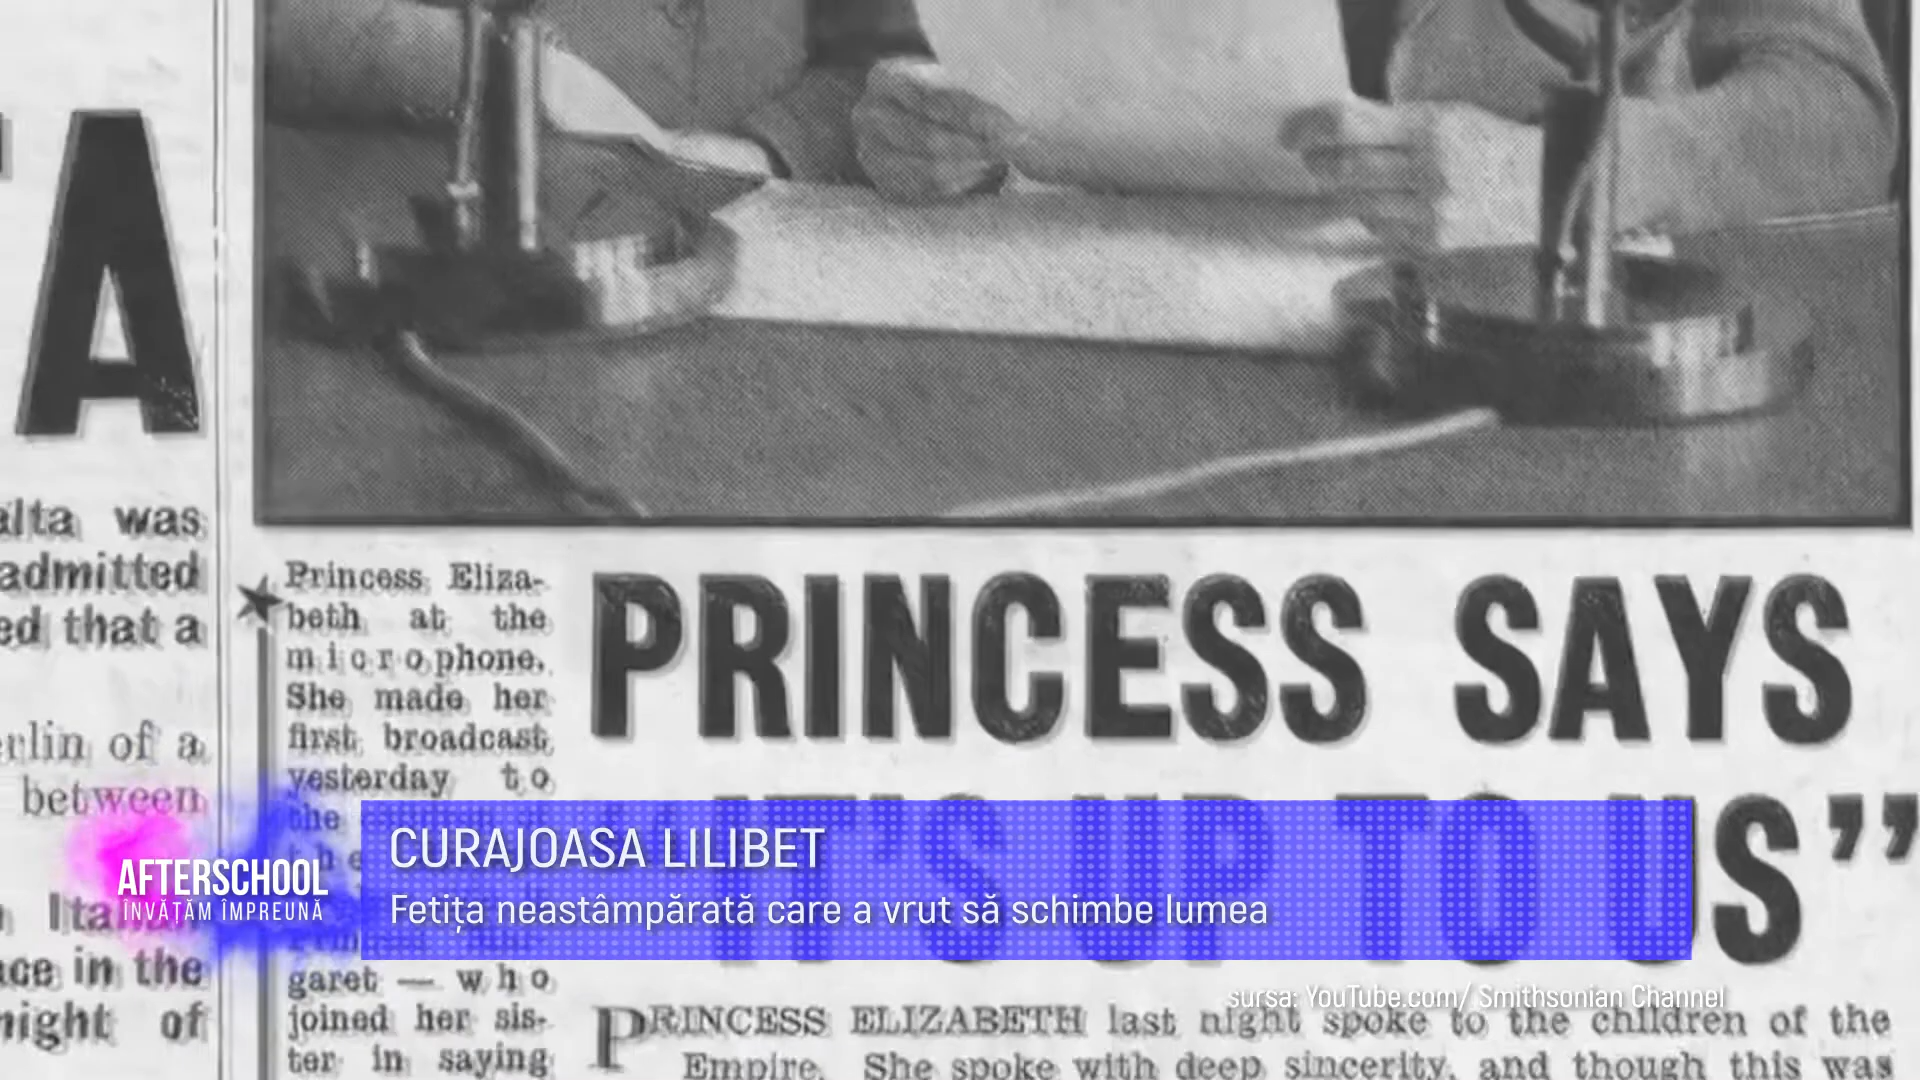 A
alta was
admitted
ed that a
erlin of a
between
Ital
ce in the
night of
Princess Eliza-
beth at the
microphone.
She made her
first broadcast
yesterday to
the
garet — who
joined her sis-
ter in saying
PRINCESS SAYS
IT'S UP TO US”
PRINCESS ELIZABETH last night spoke to the children of the
Empire. She spoke with deep sincerity, and though this was
CURAJOASA LILIBET
Fetița neastâmpărată care a vrut să schimbe lumea
AFTERSCHOOL
ÎNVĂȚĂM ÎMPREUNĂ
sursa: YouTube.com/ Smithsonian Channel